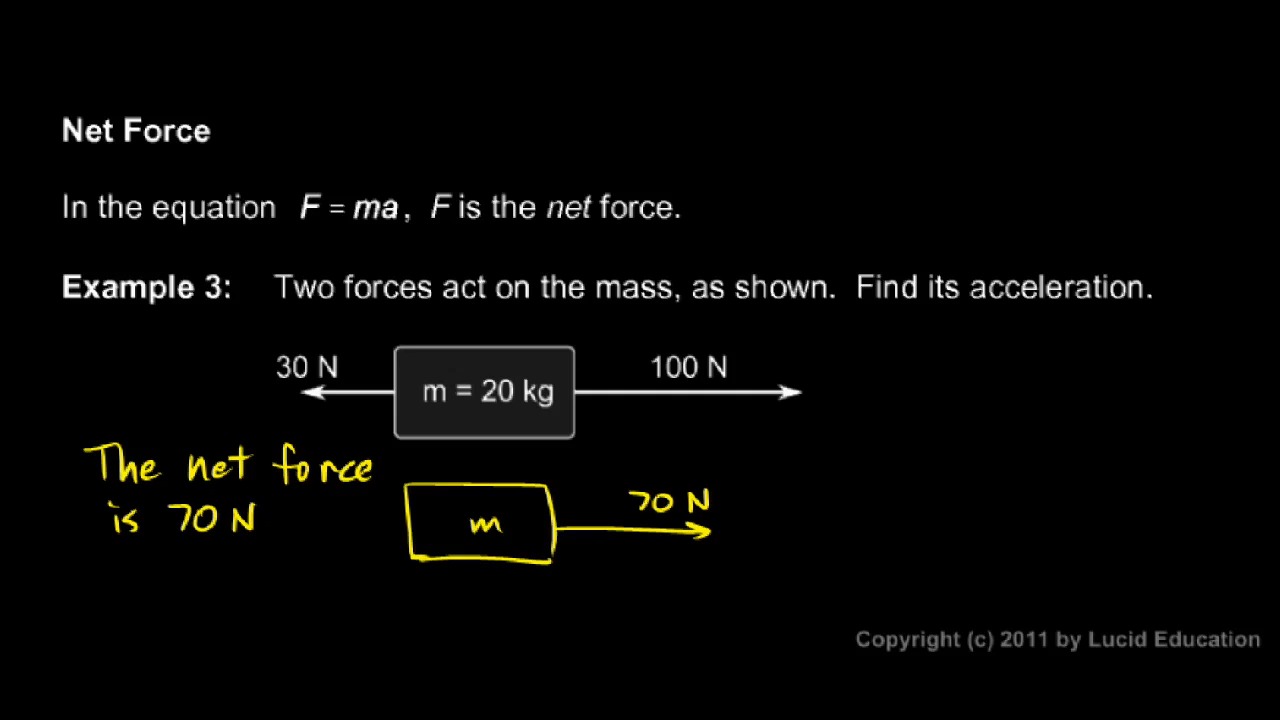 Net Force
In the equation F = ma, F is the net force.
Example 3: Two forces act on the mass, as shown. Find its acceleration.
30 N
100 N
m = 20 kg
The net force
is 70 N
m
70 N
Copyright (c) 2011 by Lucid Education